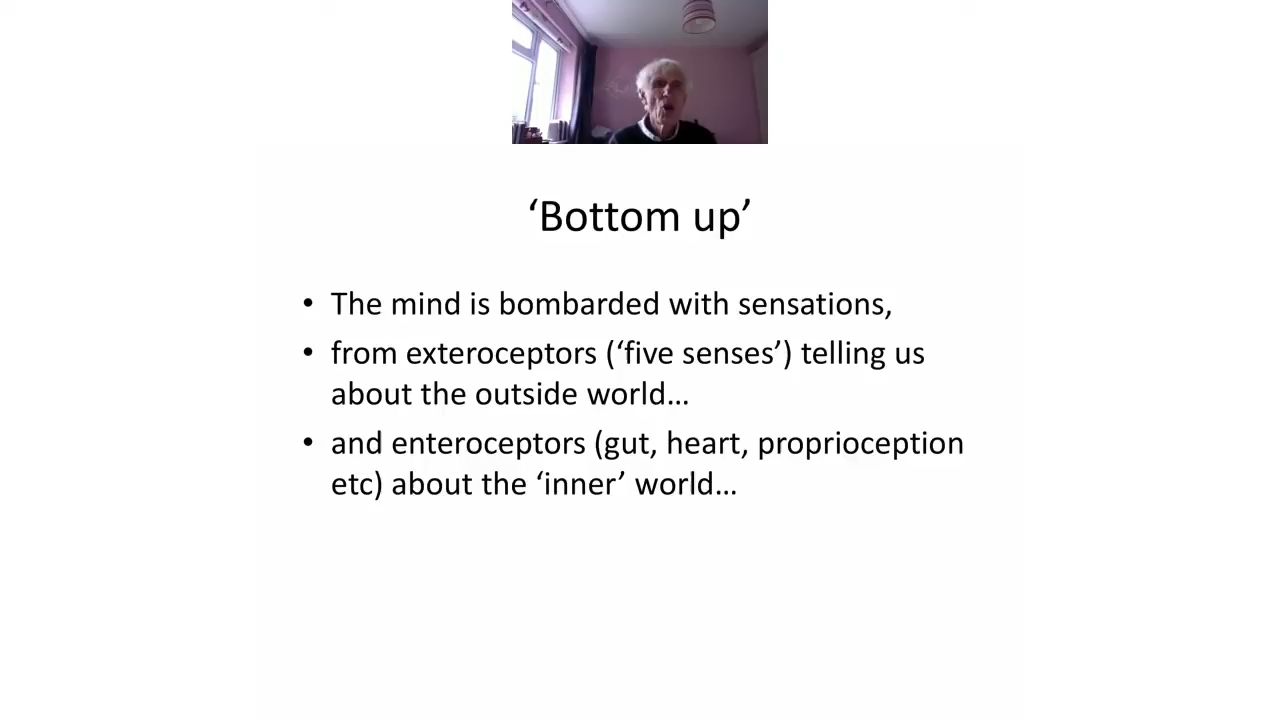 ‘Bottom up’
• The mind is bombarded with sensations,
• from exteroceptors (‘five senses’) telling us
about the outside world…
• and enteroceptors (gut, heart, proprioception
etc) about the ‘inner’ world…